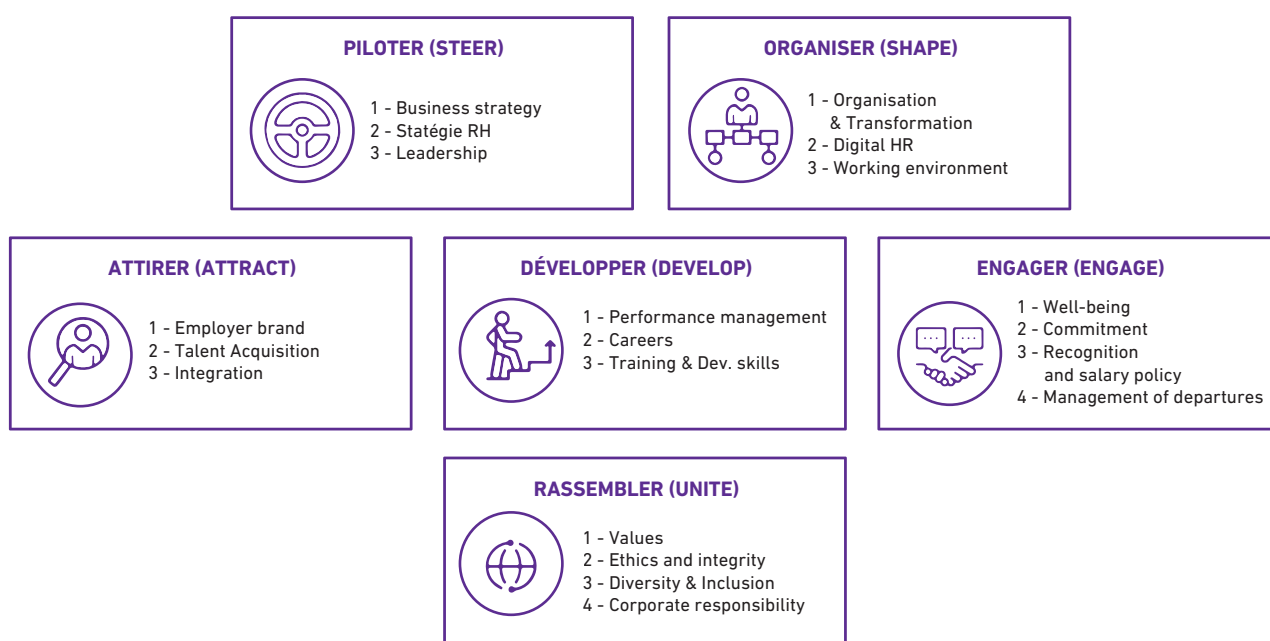 PILOTER (STEER)
1 - Business strategy
2 - Statégie RH
3 - Leadership
ORGANISER (SHAPE)
1 - Organisation
& Transformation
2 - Digital HR
3 - Working environment
ATTIRER (ATTRACT)
1 - Employer brand
2 - Talent Acquisition
3 - Integration
DÉVELOPPER (DEVELOP)
1 - Performance management
2 - Careers
3 - Training & Dev. skills
ENGAGER (ENGAGE)
1 - Well-being
2 - Commitment
3 - Recognition
and salary policy
4 - Management of departures
RASSEMBLER (UNITE)
1 - Values
2 - Ethics and integrity
3 - Diversity & Inclusion
4 - Corporate responsibility